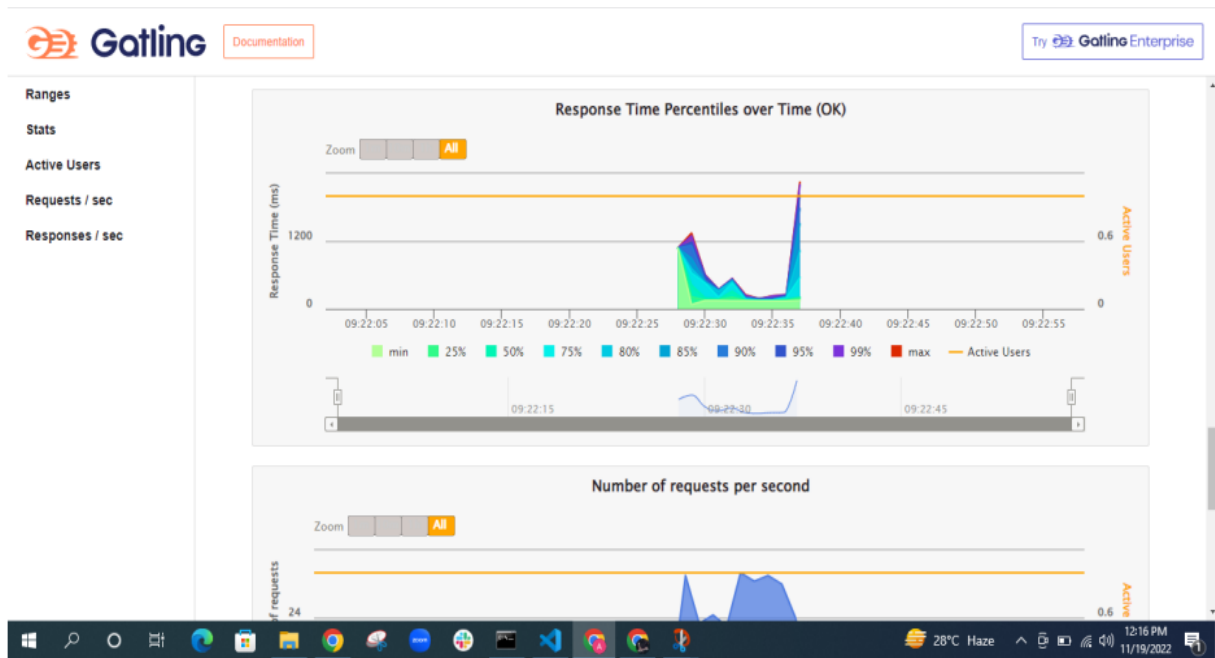 Gatling
Documentation
Try Gatling Enterprise
Ranges
Stats
Active Users
Requests / sec
Responses / sec
Response Time Percentiles over Time (OK)
Zoom All
Response Time (ms)
1200
0
Active Users
0.6
0
09:22:05 09:22:10 09:22:15 09:22:20 09:22:25 09:22:30 09:22:35 09:22:40 09:22:45 09:22:50 09:22:55
min 25% 50% 75% 80% 85% 90% 95% 99% max Active Users
09:22:15 09:22:30 09:22:45
Number of requests per second
Zoom All
of requests
24
Active
0.6
28°C Haze
12:16 PM
11/19/2022